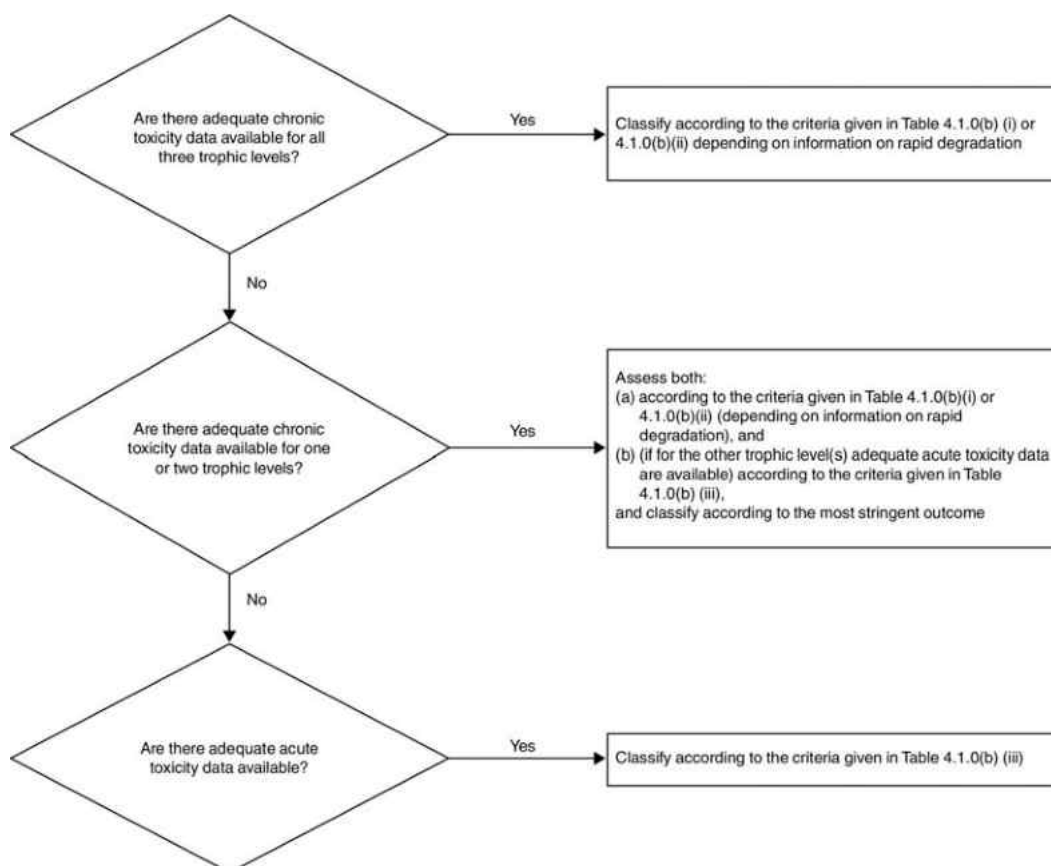 Are there adequate chronic
toxicity data available for all
three trophic levels?
Yes
Classify according to the criteria given in Table 4.1.0(b) (i) or
4.1.0(b)(ii) depending on information on rapid degradation
No
Are there adequate chronic
toxicity data available for one
or two trophic levels?
Yes
Assess both:
(a) according to the criteria given in Table 4.1.0(b)(i) or
4.1.0(b)(ii) (depending on information on rapid
degradation), and
(b) (if for the other trophic level(s) adequate acute toxicity data
are available) according to the criteria given in Table
4.1.0(b) (iii),
and classify according to the most stringent outcome
No
Are there adequate acute
toxicity data available?
Yes
Classify according to the criteria given in Table 4.1.0(b) (iii)